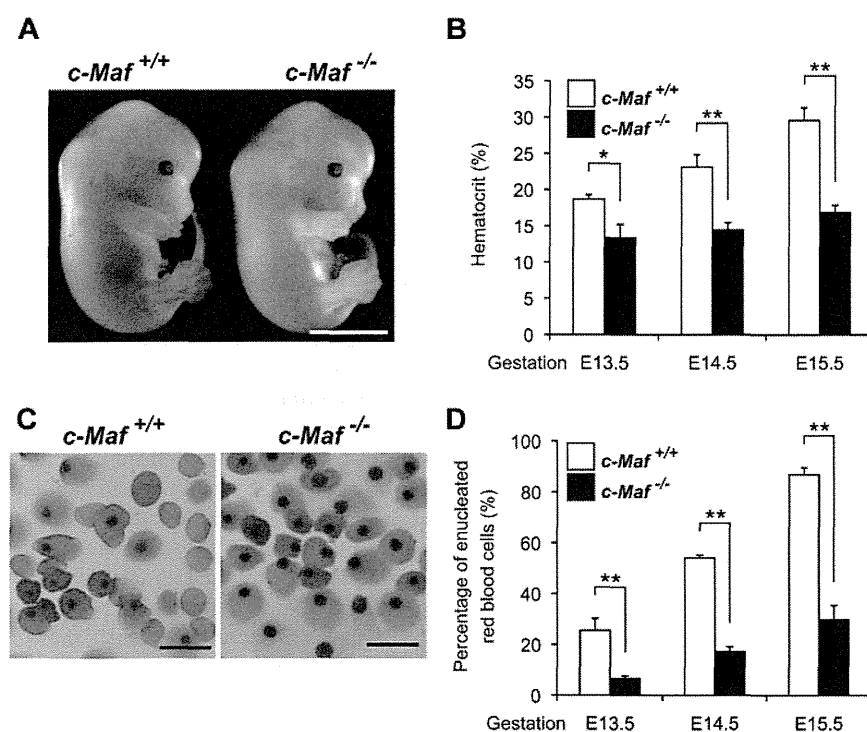 A
c-Maf +/+
c-Maf -/-
B
Hematocrit (%)
35
30
25
20
15
10
5
0
c-Maf +/+
c-Maf -/-
*
**
**
Gestation E13.5 E14.5 E15.5
C
c-Maf +/+
c-Maf -/-
D
Percentage of enucleated
red blood cells (%)
100
80
60
40
20
0
c-Maf +/+
c-Maf -/-
**
**
**
Gestation E13.5 E14.5 E15.5